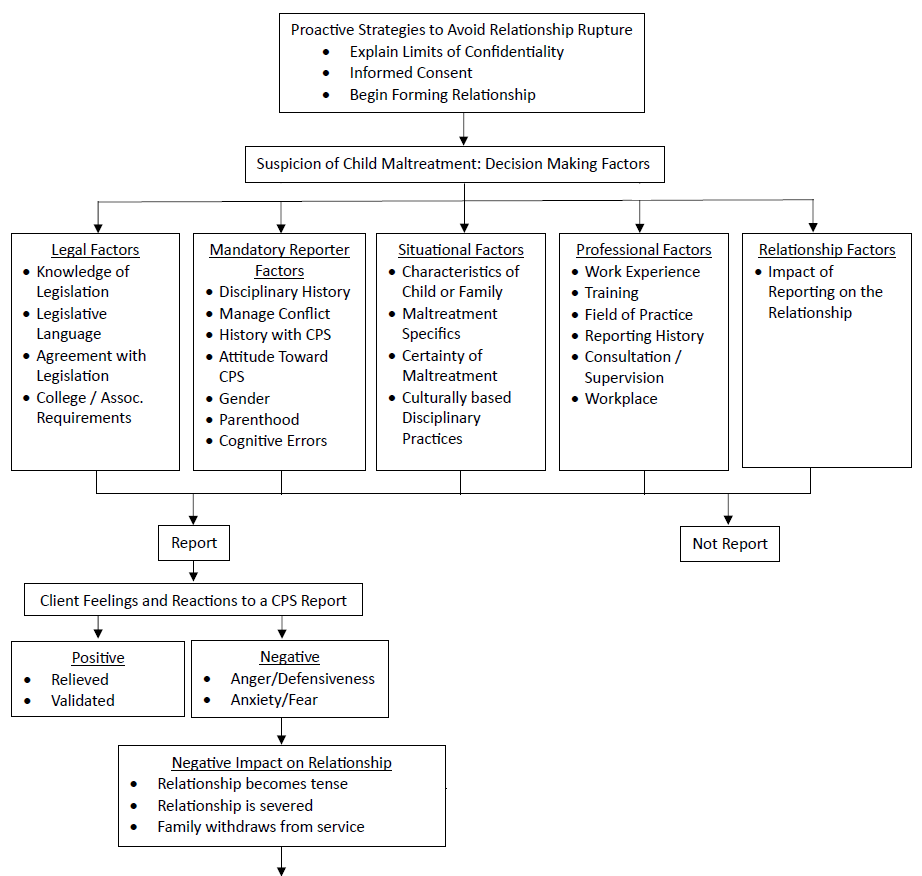 Proactive Strategies to Avoid Relationship Rupture
• Explain Limits of Confidentiality
• Informed Consent
• Begin Forming Relationship
Suspicion of Child Maltreatment: Decision Making Factors
Legal Factors
• Knowledge of
Legislation
• Legislative
Language
• Agreement with
Legislation
• College / Assoc.
Requirements
Mandatory Reporter
Factors
• Disciplinary History
• Manage Conflict
• History with CPS
• Attitude Toward
CPS
• Gender
• Parenthood
• Cognitive Errors
Situational Factors
• Characteristics of
Child or Family
• Maltreatment
Specifics
• Certainty of
Maltreatment
• Culturally based
Disciplinary
Practices
Professional Factors
• Work Experience
• Training
• Field of Practice
• Reporting History
• Consultation /
Supervision
• Workplace
Relationship Factors
• Impact of
Reporting on the
Relationship
Report
Not Report
Client Feelings and Reactions to a CPS Report
Positive
• Relieved
• Validated
Negative
• Anger/Defensiveness
• Anxiety/Fear
Negative Impact on Relationship
• Relationship becomes tense
• Relationship is severed
• Family withdraws from service